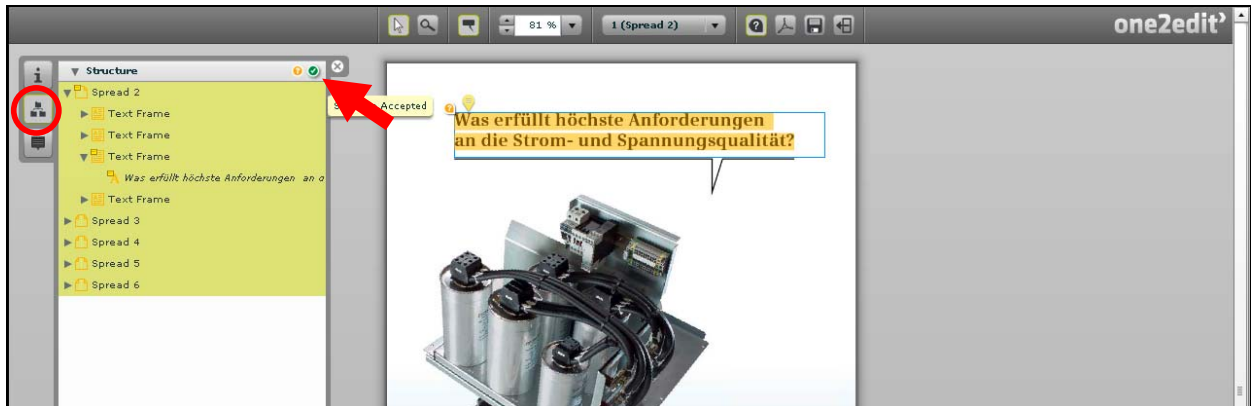 81 %
1 (Spread 2)
one2edit
i
Structure
Spread 2
Text Frame
Text Frame
Text Frame
Was erfüllt höchste Anforderungen an
Text Frame
Spread 3
Spread 4
Spread 5
Spread 6
Accepted
Was erfüllt höchste Anforderungen
an die Strom- und Spannungsqualität?